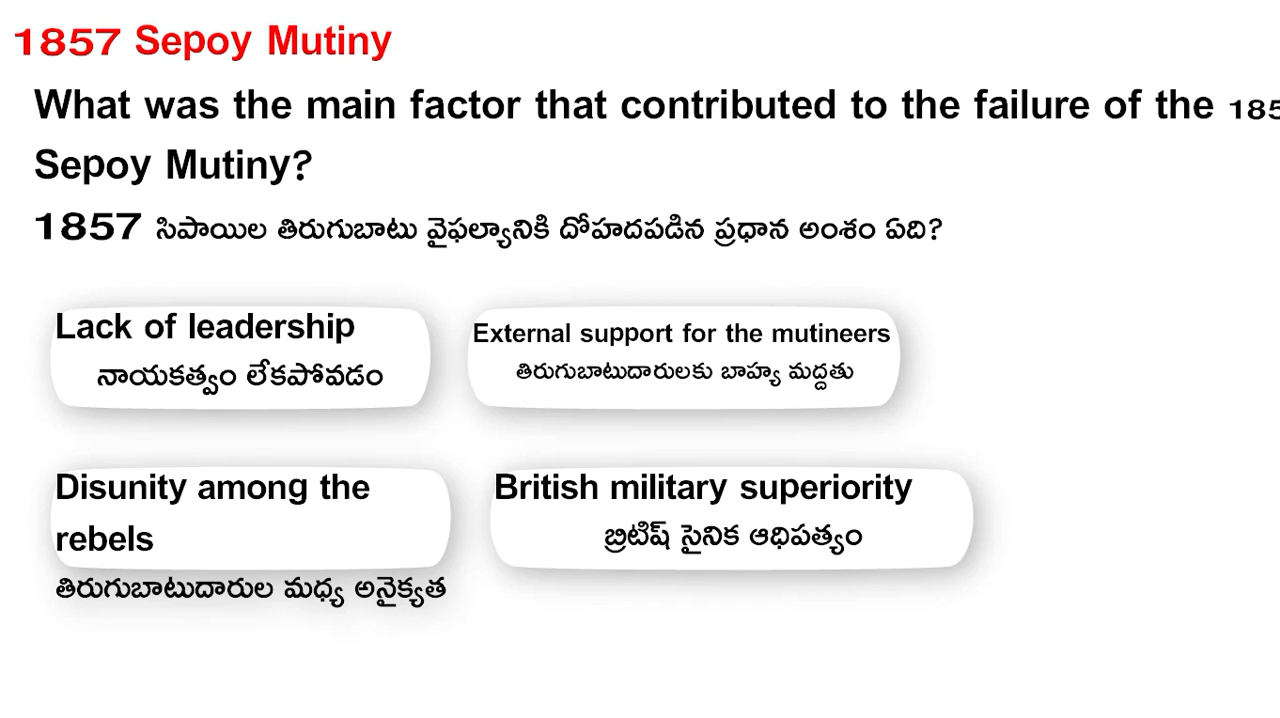 1857 Sepoy Mutiny
What was the main factor that contributed to the failure of the 185
Sepoy Mutiny?
1857 సిపాయిల తిరుగుబాటు వైఫల్యానికి దోహదపడిన ప్రధాన అంశం ఏది?
Lack of leadership
నాయకత్వం లేకపోవడం
External support for the mutineers
తిరుగుబాటుదారులకు బాహ్య మద్దతు
Disunity among the
rebels
తిరుగుబాటుదారుల మధ్య అనైక్యత
British military superiority
బ్రిటిష్ సైనిక ఆధిపత్యం